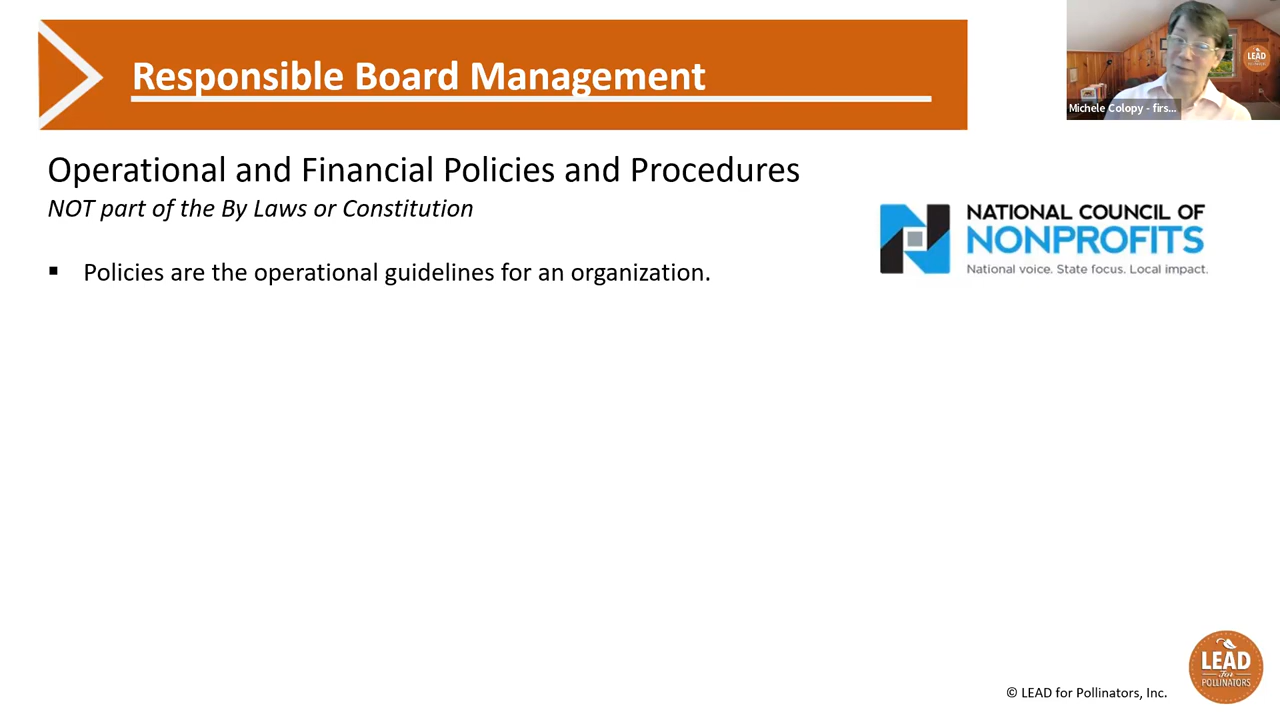 Responsible Board Management
Michele Colopy - firs...
LEAD
Operational and Financial Policies and Procedures
NOT part of the By Laws or Constitution
NATIONAL COUNCIL OF
NONPROFITS
National voice. State focus. Local impact.
▪ Policies are the operational guidelines for an organization.
LEAD
for
POLLINATORS
© LEAD for Pollinators, Inc.